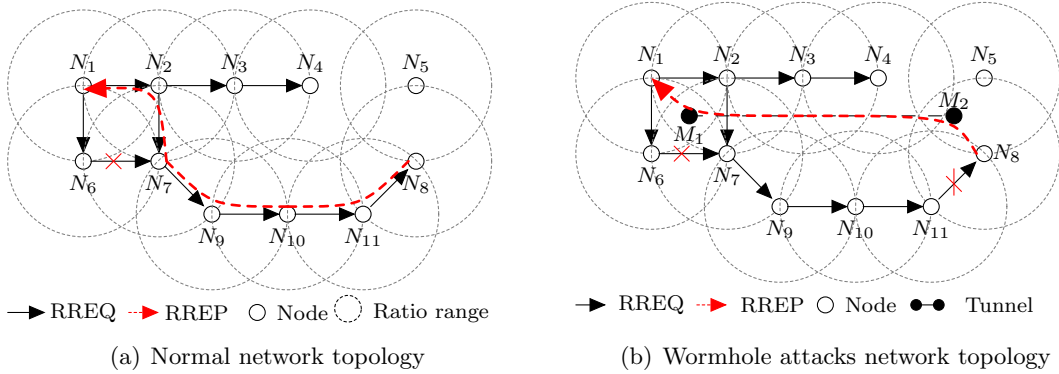 N1 N2 N3 N4 N5
N6 N7 N8
N9 N10 N11
RREQ RREP Node Ratio range
(a) Normal network topology
N1 N2 N3 N4 N5
M1 M2
N6 N7 N8
N9 N10 N11
RREQ RREP Node Tunnel
(b) Wormhole attacks network topology